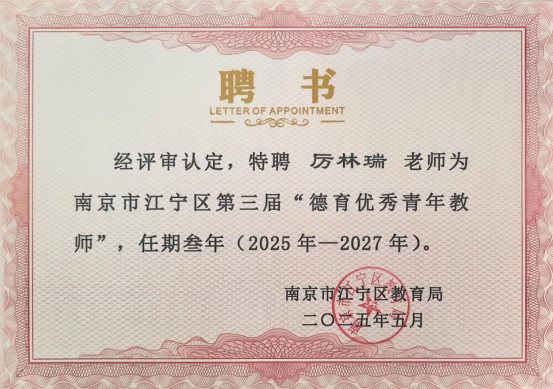 聘 书
LETTER OF APPOINTMENT
经评审认定，特聘 厉林瑞 老师为
南京市江宁区第三届“德育优秀青年教
师”，任期叁年（2025年—2027年）。
南京市江宁区教育局
二〇二五年五月